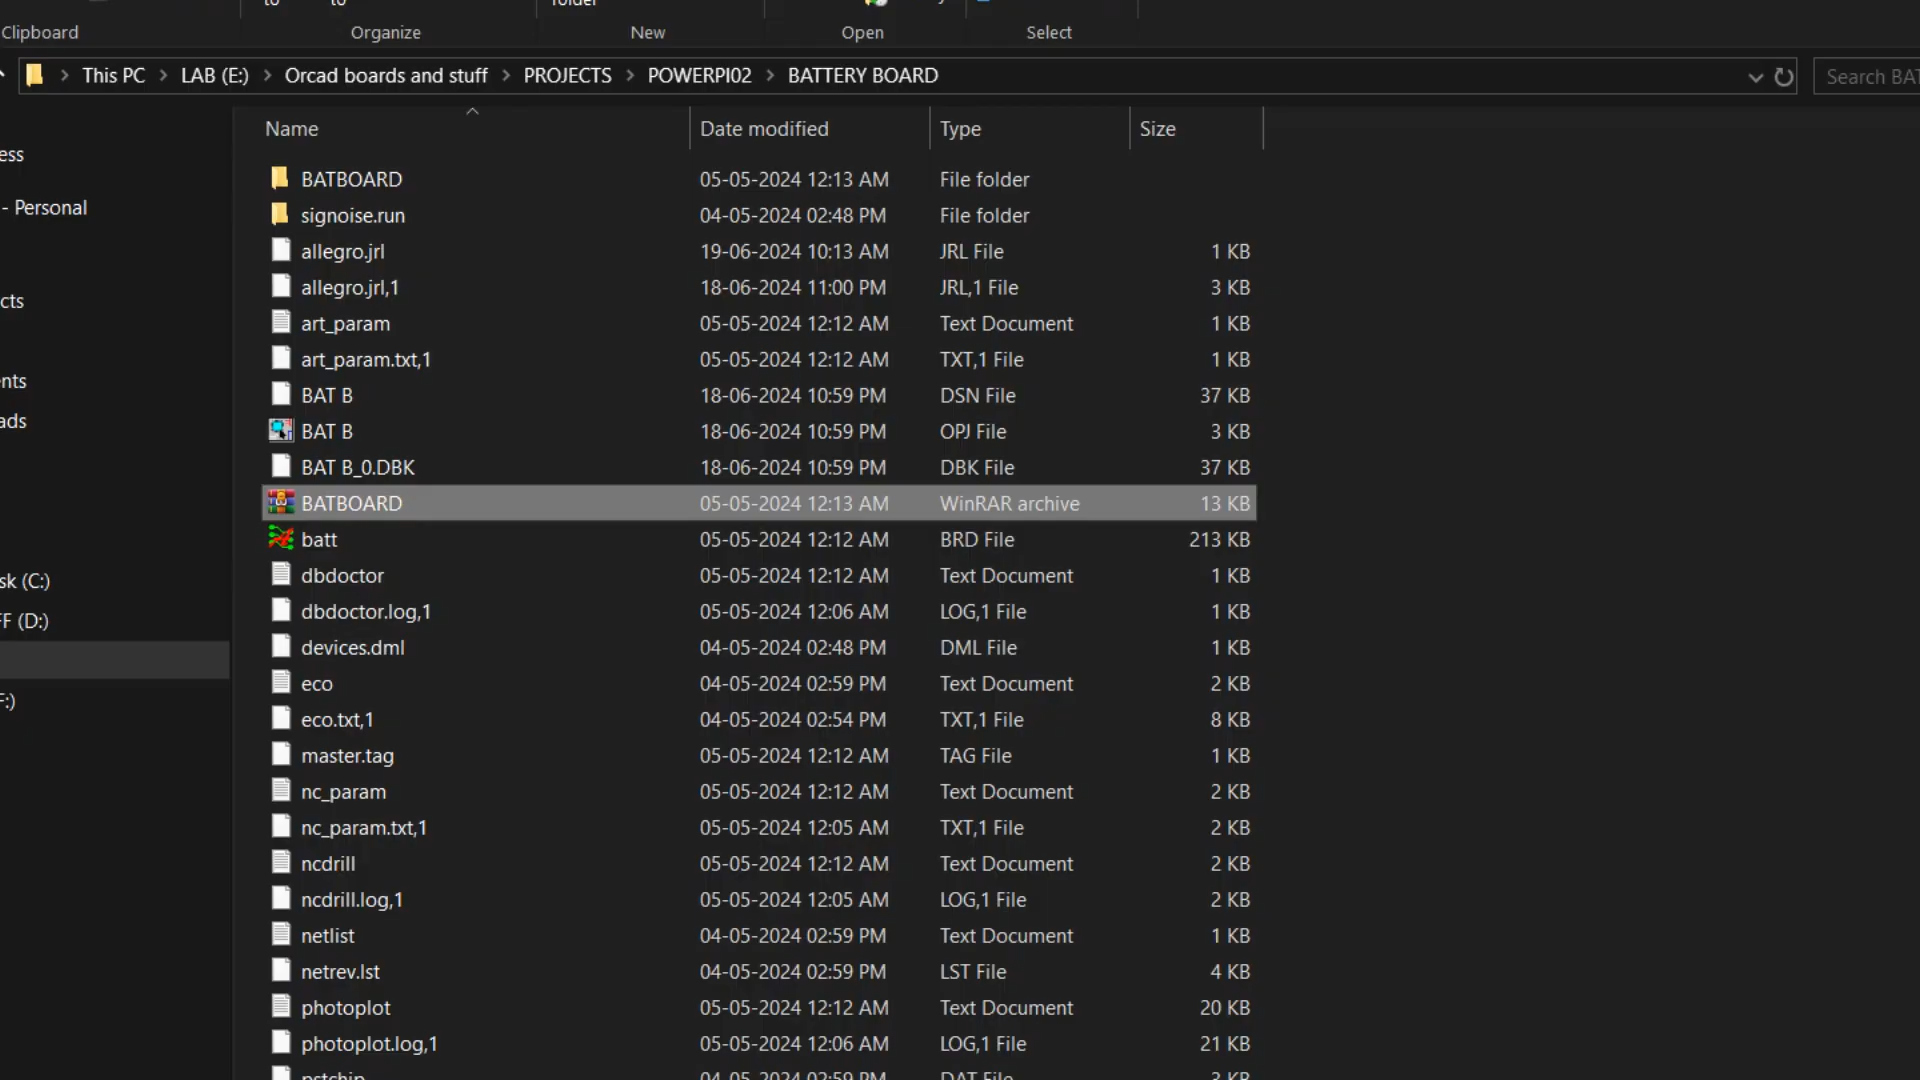 to to folder
Clipboard Organize New Open Select
This PC LAB (E:) Orcad boards and stuff PROJECTS POWERPI02 BATTERY BOARD Search BAT
Name Date modified Type Size
ess
- Personal
cts
nts
ads
sk (C:)
FF (D:)
F:)
BATBOARD 05-05-2024 12:13 AM File folder
signoise.run 04-05-2024 02:48 PM File folder
allegro.jrl 19-06-2024 10:13 AM JRL File 1 KB
allegro.jrl,1 18-06-2024 11:00 PM JRL,1 File 3 KB
art_param 05-05-2024 12:12 AM Text Document 1 KB
art_param.txt,1 05-05-2024 12:12 AM TXT,1 File 1 KB
BAT B 18-06-2024 10:59 PM DSN File 37 KB
BAT B 18-06-2024 10:59 PM OPJ File 3 KB
BAT B_0.DBK 18-06-2024 10:59 PM DBK File 37 KB
BATBOARD 05-05-2024 12:13 AM WinRAR archive 13 KB
batt 05-05-2024 12:12 AM BRD File 213 KB
dbdoctor 05-05-2024 12:12 AM Text Document 1 KB
dbdoctor.log,1 05-05-2024 12:06 AM LOG,1 File 1 KB
devices.dml 04-05-2024 02:48 PM DML File 1 KB
eco 04-05-2024 02:59 PM Text Document 2 KB
eco.txt,1 04-05-2024 02:54 PM TXT,1 File 8 KB
master.tag 05-05-2024 12:12 AM TAG File 1 KB
nc_param 05-05-2024 12:12 AM Text Document 2 KB
nc_param.txt,1 05-05-2024 12:05 AM TXT,1 File 2 KB
ncdrill 05-05-2024 12:12 AM Text Document 2 KB
ncdrill.log,1 05-05-2024 12:05 AM LOG,1 File 2 KB
netlist 04-05-2024 02:59 PM Text Document 1 KB
netrev.lst 04-05-2024 02:59 PM LST File 4 KB
photoplot 05-05-2024 12:12 AM Text Document 20 KB
photoplot.log,1 05-05-2024 12:06 AM LOG,1 File 21 KB
pstchip 04-05-2024 02:59 PM DAT File 3 KB